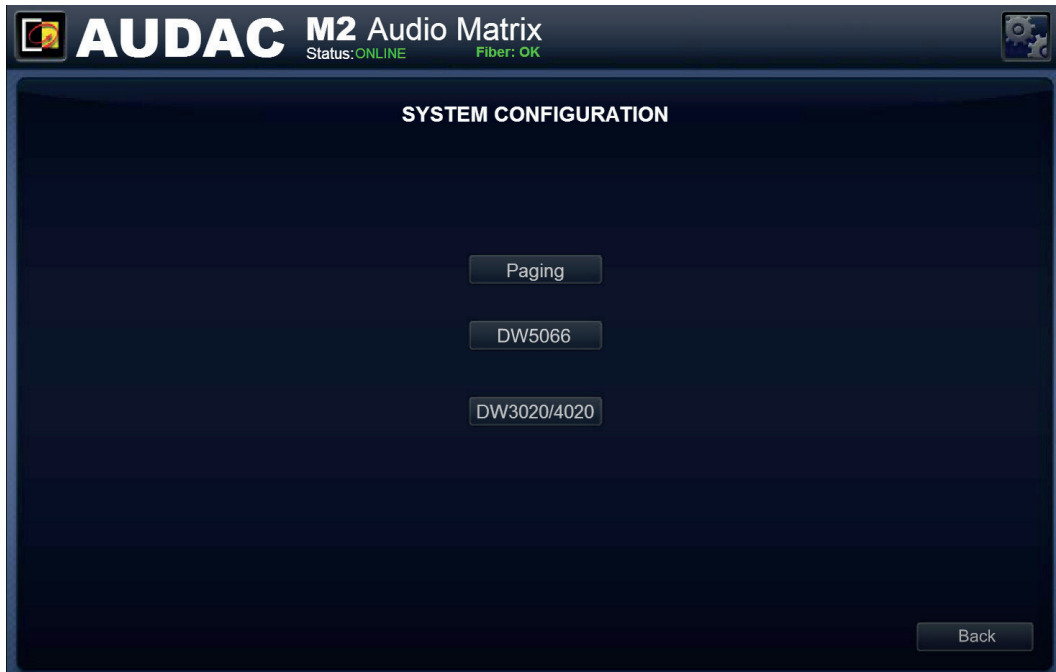 AUDAC M2 Audio Matrix
Status:ONLINE Fiber: OK
SYSTEM CONFIGURATION
Paging
DW5066
DW3020/4020
Back